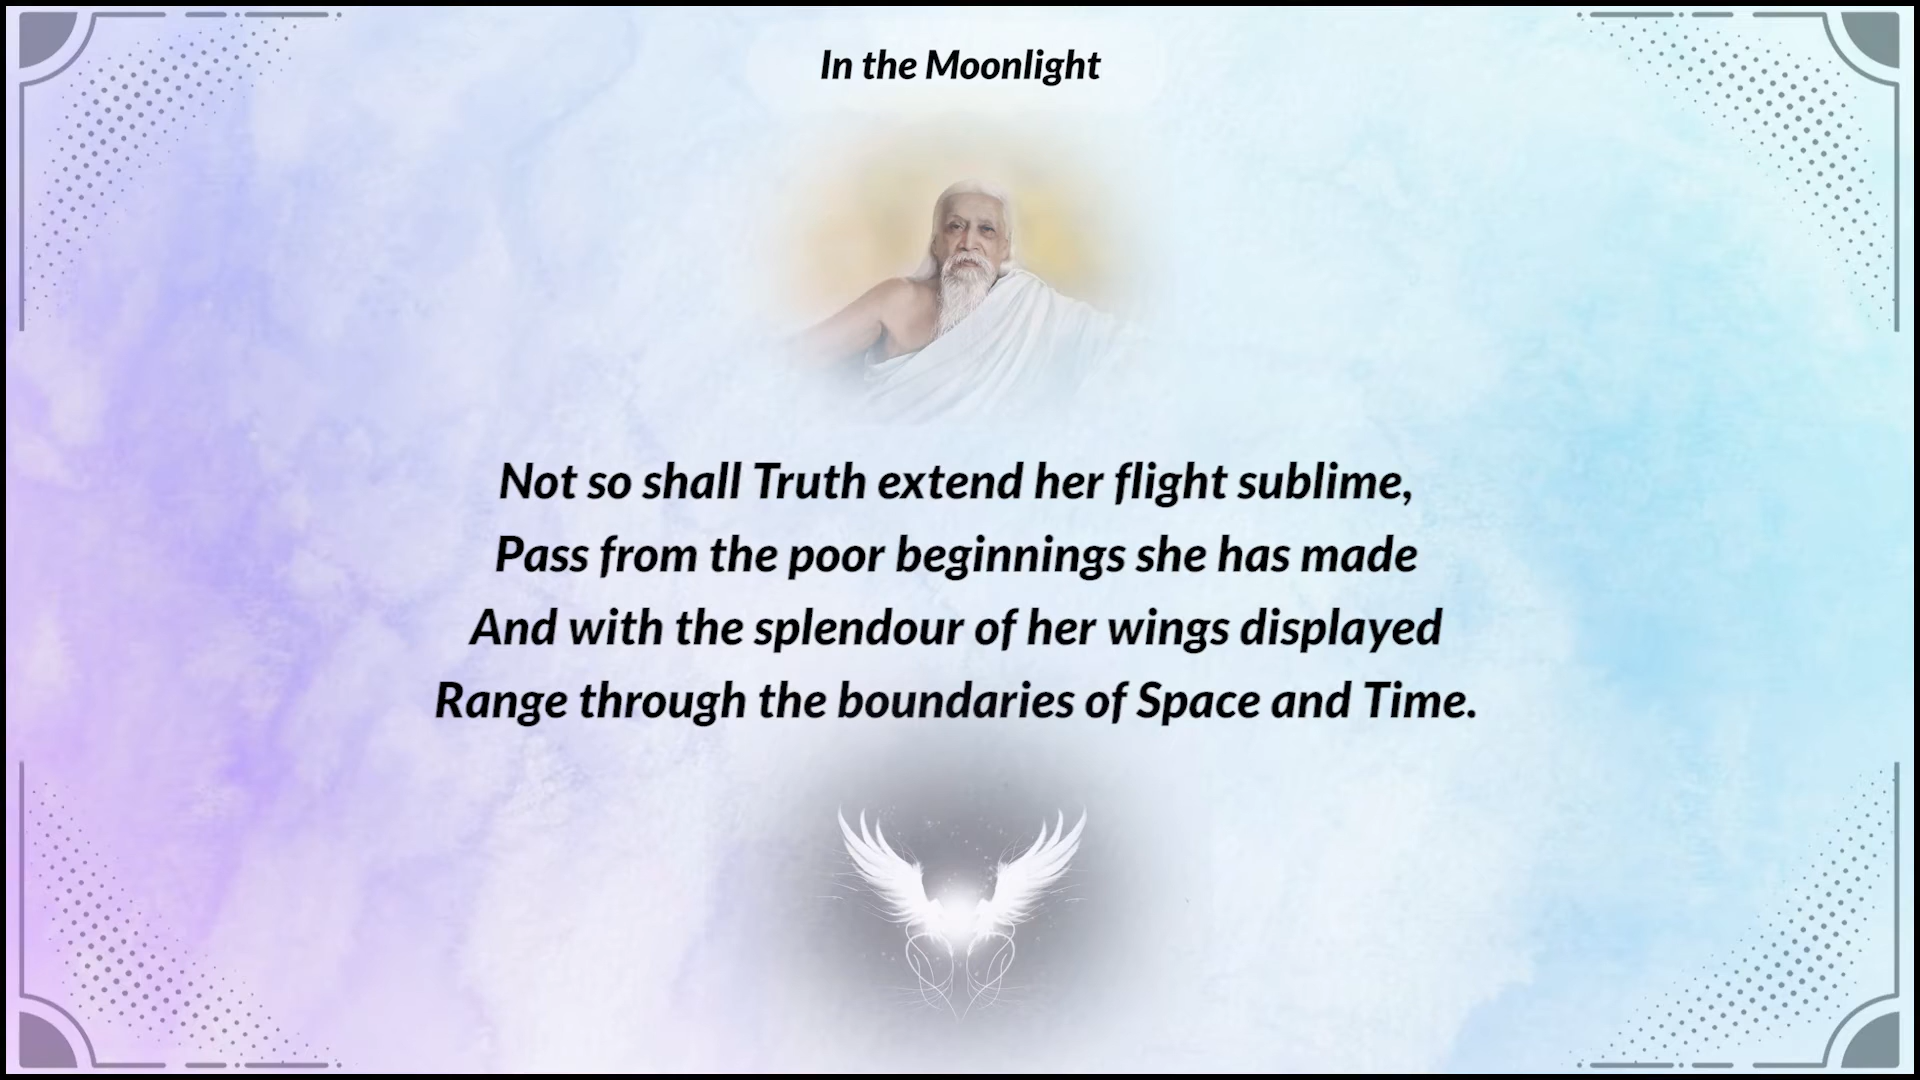 In the Moonlight
Not so shall Truth extend her flight sublime,
Pass from the poor beginnings she has made
And with the splendour of her wings displayed
Range through the boundaries of Space and Time.